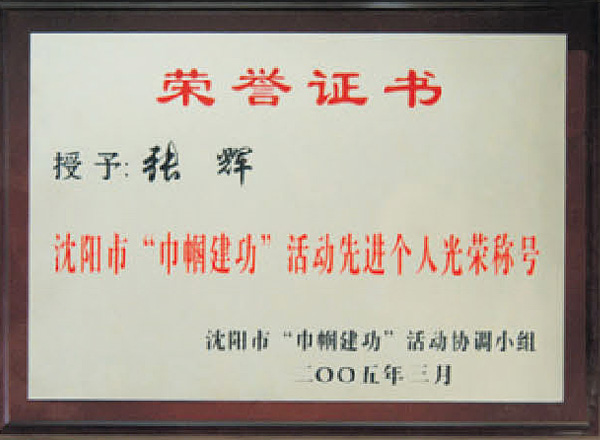 荣誉证书
授予:张 辉
沈阳市“巾帼建功”活动先进个人光荣称号
沈阳市“巾帼建功”活动协调小组
二〇〇五年三月